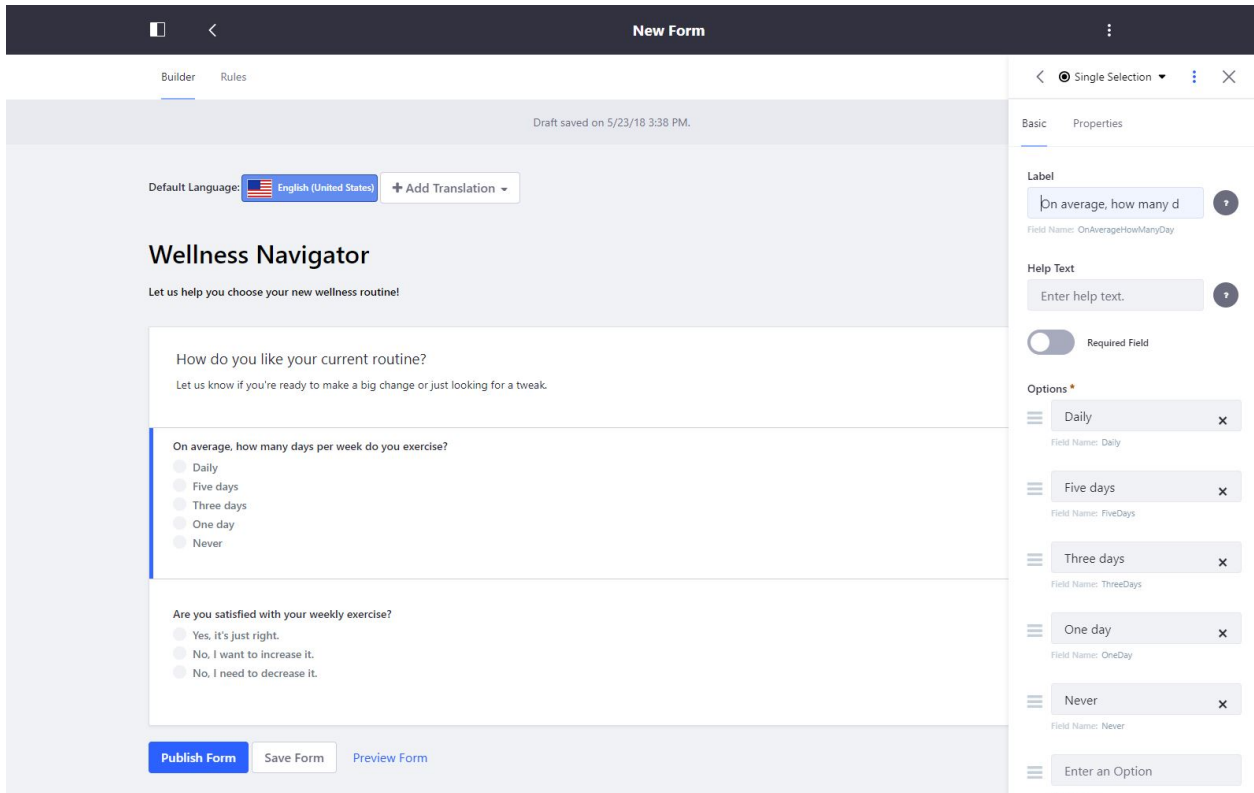 New Form
Builder Rules
Single Selection
Draft saved on 5/23/18 3:38 PM.
Basic Properties
Default Language: English (United States) + Add Translation
Wellness Navigator
Let us help you choose your new wellness routine!
How do you like your current routine?
Let us know if you're ready to make a big change or just looking for a tweak.
On average, how many days per week do you exercise?
Daily
Five days
Three days
One day
Never
Are you satisfied with your weekly exercise?
Yes, it's just right.
No, I want to increase it.
No, I need to decrease it.
Publish Form Save Form Preview Form
Label
On average, how many d
?
Field Name: OnAverageHowManyDay
Help Text
Enter help text.
?
Required Field
Options *
Daily
Field Name: Daily
Five days
Field Name: FiveDays
Three days
Field Name: ThreeDays
One day
Field Name: OneDay
Never
Field Name: Never
Enter an Option